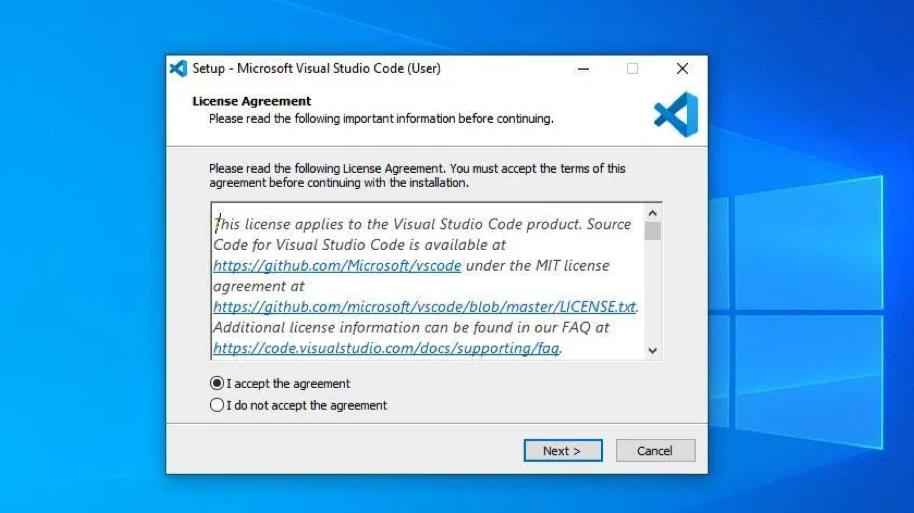 Setup - Microsoft Visual Studio Code (User)
License Agreement
Please read the following important information before continuing.
Please read the following License Agreement. You must accept the terms of this
agreement before continuing with the installation.
This license applies to the Visual Studio Code product. Source
Code for Visual Studio Code is available at
https://github.com/Microsoft/vscode under the MIT license
agreement at
https://github.com/microsoft/vscode/blob/master/LICENSE.txt.
Additional license information can be found in our FAQ at
https://code.visualstudio.com/docs/supporting/faq.
I accept the agreement
I do not accept the agreement
Next >
Cancel